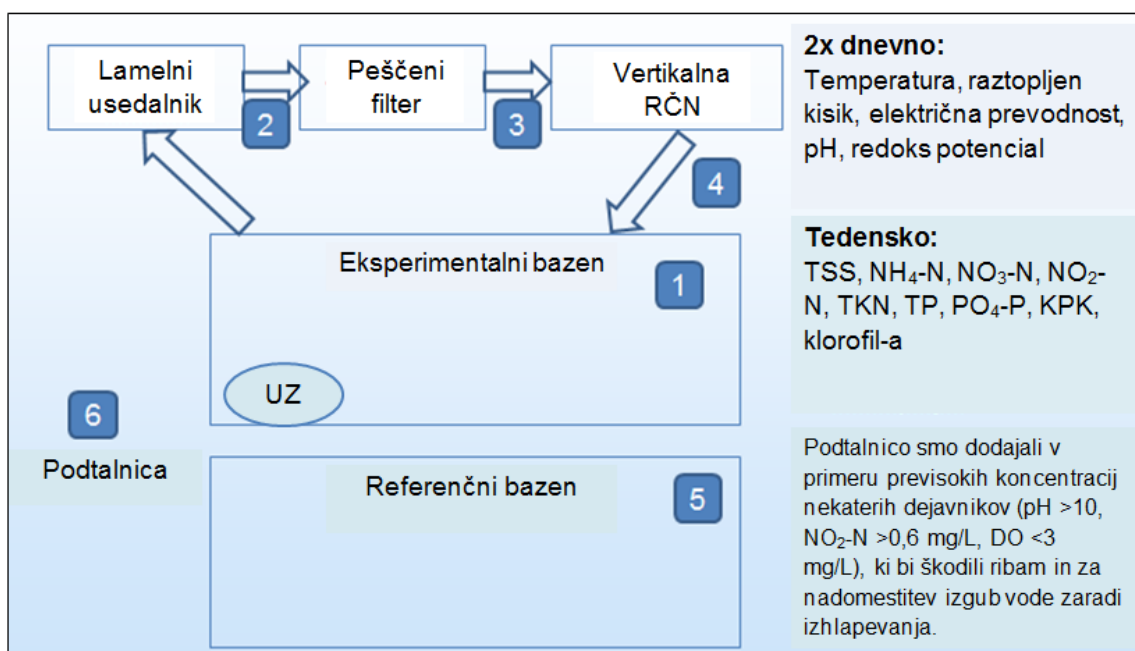 Lamelni
usedalnik
2
Peščeni
filter
3
Vertikalna
RČN
4
Eksperimentalni bazen
1
UZ
6
Podtalnica
Referenčni bazen
5
2x dnevno:
Temperatura, raztopljen
kisik, električna prevodnost,
pH, redoks potencial
Tedensko:
TSS, NH₄-N, NO₃-N, NO₂-
N, TKN, TP, PO₄-P, KPK,
klorofil-a
Podtalnico smo dodajali v
primeru previsokih koncentracij
nekaterih dejavnikov (pH >10,
NO₂-N >0,6 mg/L, DO <3
mg/L), ki bi škodili ribam in za
nadomestitev izgub vode zaradi
izhlapevanja.